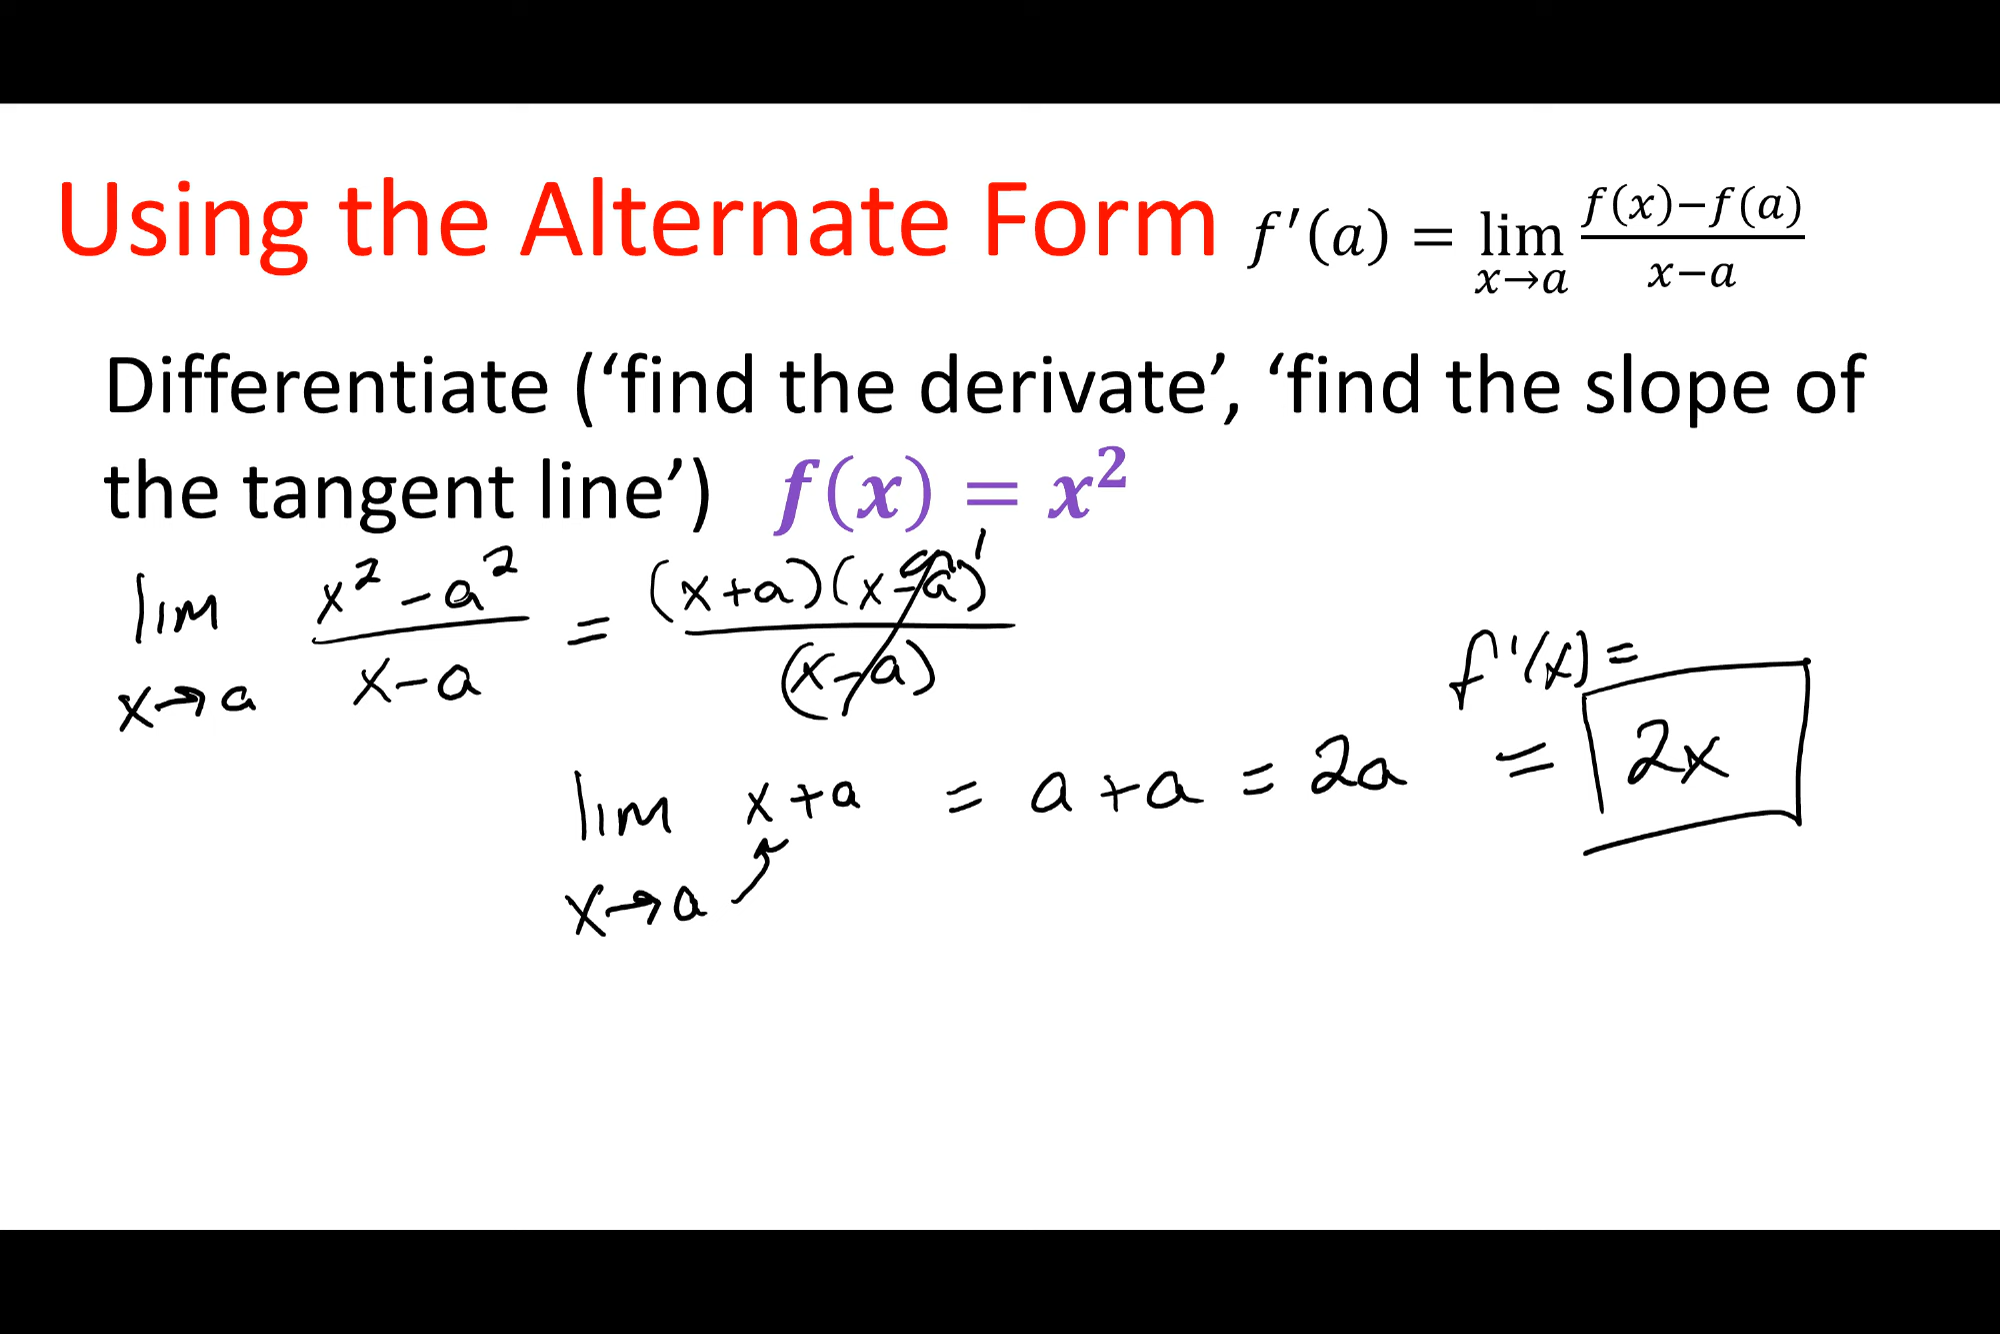 Using the Alternate Form f′(a) = lim x→a f(x)−f(a) / x−a
Differentiate (‘find the derivate’, ‘find the slope of
the tangent line’) f(x) = x²
lim x→a x² − a² / x−a = (x+a)(x−a) / (x−a) 1
f'(x) =
lim x→a x+a = a+a = 2a = 2x